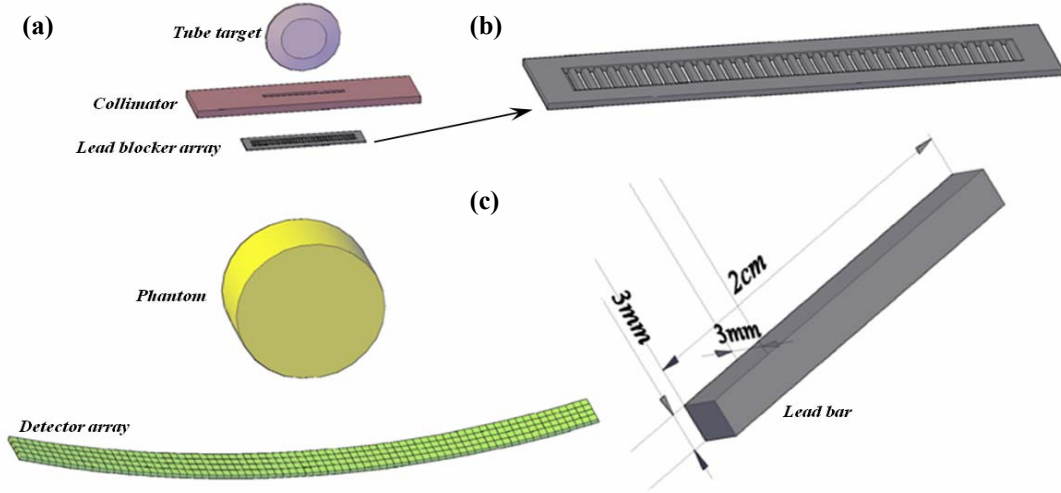 (a)
Tube target
Collimator
Lead blocker array
Phantom
Detector array
(b)
(c)
2cm
3mm
3mm
Lead bar